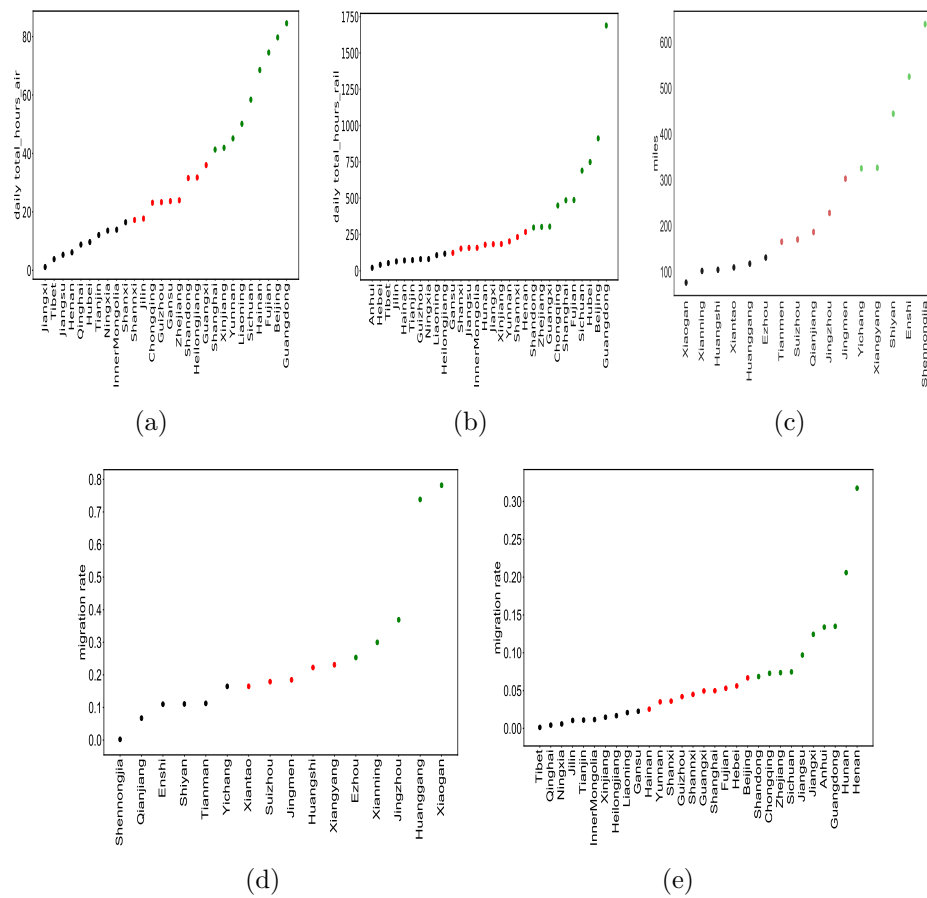 daily total_hours_air
80
60
40
20
0
Jiangxi
Tibet
Jiangsu
Henan
Qinghai
Hubei
Tianjin
Ningxia
InnerMongolia
Shanxi
Shannxi
Jilin
Chongqing
Guizhou
Gansu
Zhejiang
Shandong
Heilongjiang
Guangxi
Shanghai
Xinjiang
Yunnan
Liaoning
Sichuan
Hainan
Fujian
Beijing
Guangdong
(a)
daily total_hours_rail
1750
1500
1250
1000
750
500
250
0
Anhui
Hebei
Tibet
Jilin
Hainan
Tianjin
Guizhou
Ningxia
Liaoning
Heilongjiang
Gansu
Shanxi
Jiangsu
InnerMongolia
Hunan
Jiangxi
Xinjiang
Yunnan
Shannxi
Henan
Shandong
Zhejiang
Guangxi
Chongqing
Shanghai
Fujian
Sichuan
Hubei
Beijing
Guangdong
(b)
miles
600
500
400
300
200
100
Xiaogan
Xianning
Huangshi
Xiantao
Huanggang
Ezhou
Tianmen
Suizhou
Qianjiang
Jingzhou
Jingmen
Yichang
Xiangyang
Shiyan
Enshi
Shennongjia
(c)
migration rate
0.8
0.7
0.6
0.5
0.4
0.3
0.2
0.1
0.0
Shennongjia
Qianjiang
Enshi
Shiyan
Tianman
Yichang
Xiantao
Suizhou
Jingmen
Huangshi
Xiangyang
Ezhou
Xianning
Jingzhou
Huanggang
Xiaogan
(d)
migration rate
0.30
0.25
0.20
0.15
0.10
0.05
0.00
Tibet
Qinghai
Ningxia
Jilin
Tianjin
InnerMongolia
Xinjiang
Heilongjiang
Liaoning
Gansu
Hainan
Yunnan
Shanxi
Guizhou
Shannxi
Guangxi
Shanghai
Fujian
Hebei
Beijing
Shandong
Chongqing
Zhejiang
Sichuan
Jiangsu
Jiangxi
Anhui
Guangdong
Hunan
Henan
(e)